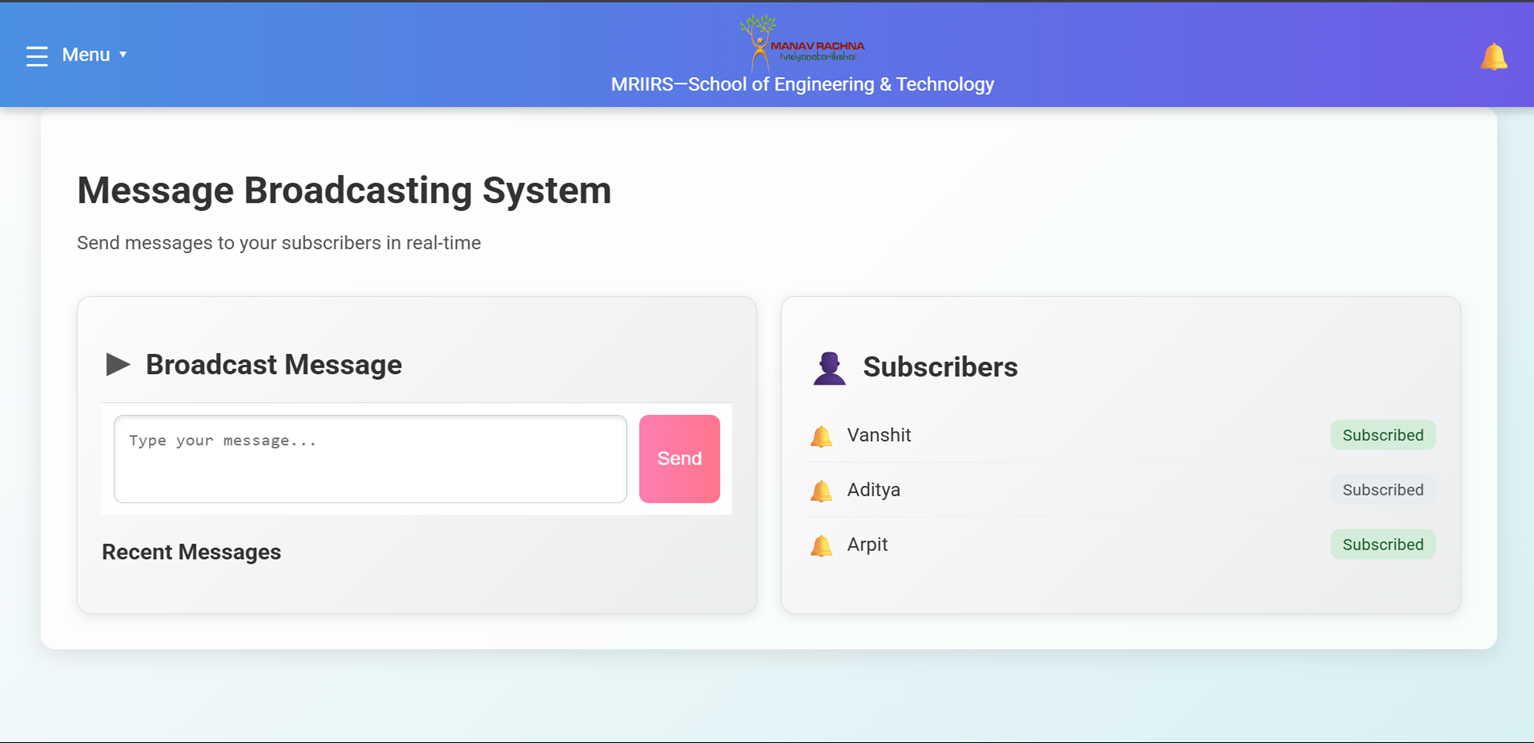 Menu ▼
MANAV RACHNA
vidyanatariksha
MRIIRS—School of Engineering & Technology
Message Broadcasting System
Send messages to your subscribers in real-time
Broadcast Message
Type your message...
Send
Recent Messages
Subscribers
Vanshit Subscribed
Aditya Subscribed
Arpit Subscribed